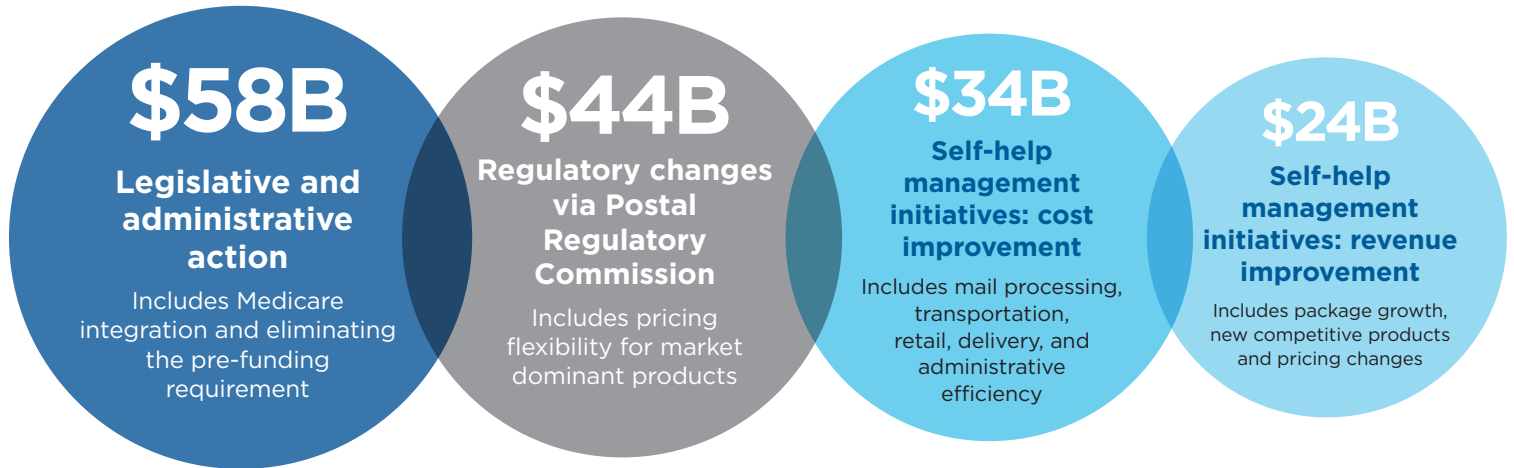 $58B
Legislative and
administrative
action
Includes Medicare
integration and eliminating
the pre-funding
requirement
$44B
Regulatory changes
via Postal
Regulatory
Commission
Includes pricing
flexibility for market
dominant products
$34B
Self-help
management
initiatives: cost
improvement
Includes mail processing,
transportation,
retail, delivery, and
administrative
efficiency
$24B
Self-help
management
initiatives: revenue
improvement
Includes package growth,
new competitive products
and pricing changes